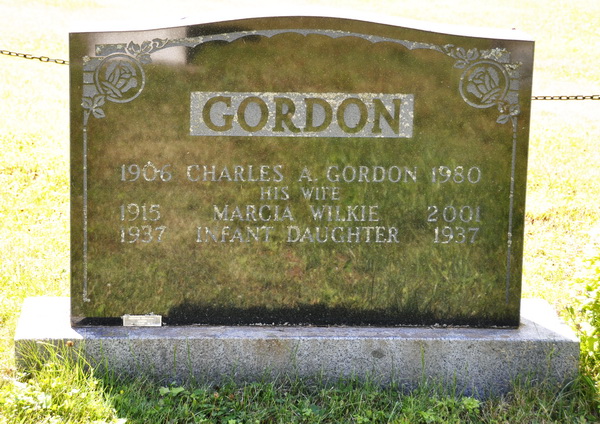 GORDON
1906 CHARLES A. GORDON 1980
HIS WIFE
1915 MARCIA WILKIE 2001
1937 INFANT DAUGHTER 1937